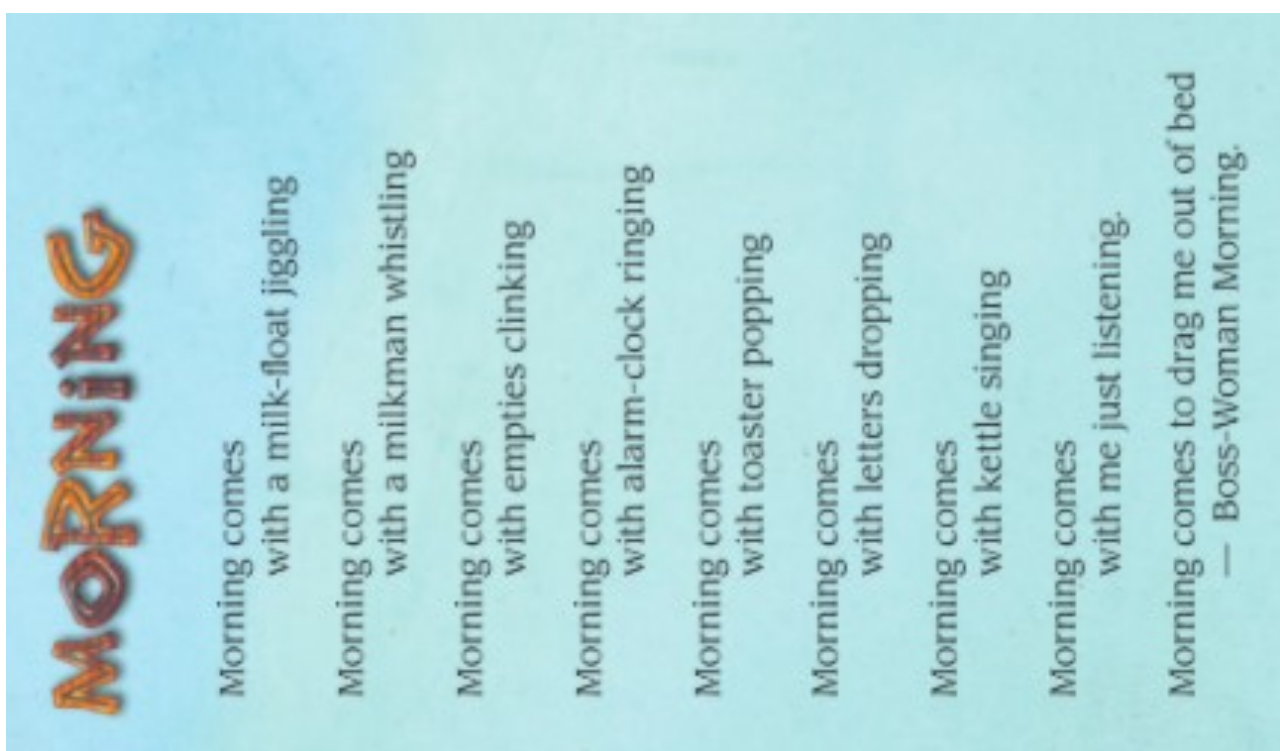 MORNiNG
Morning comes
with a milk-float jiggling
Morning comes
with a milkman whistling
Morning comes
with empties clinking
Morning comes
with alarm-clock ringing
Morning comes
with toaster popping
Morning comes
with letters dropping
Morning comes
with kettle singing
Morning comes
with me just listening.
Morning comes to drag me out of bed
— Boss-Woman Morning.